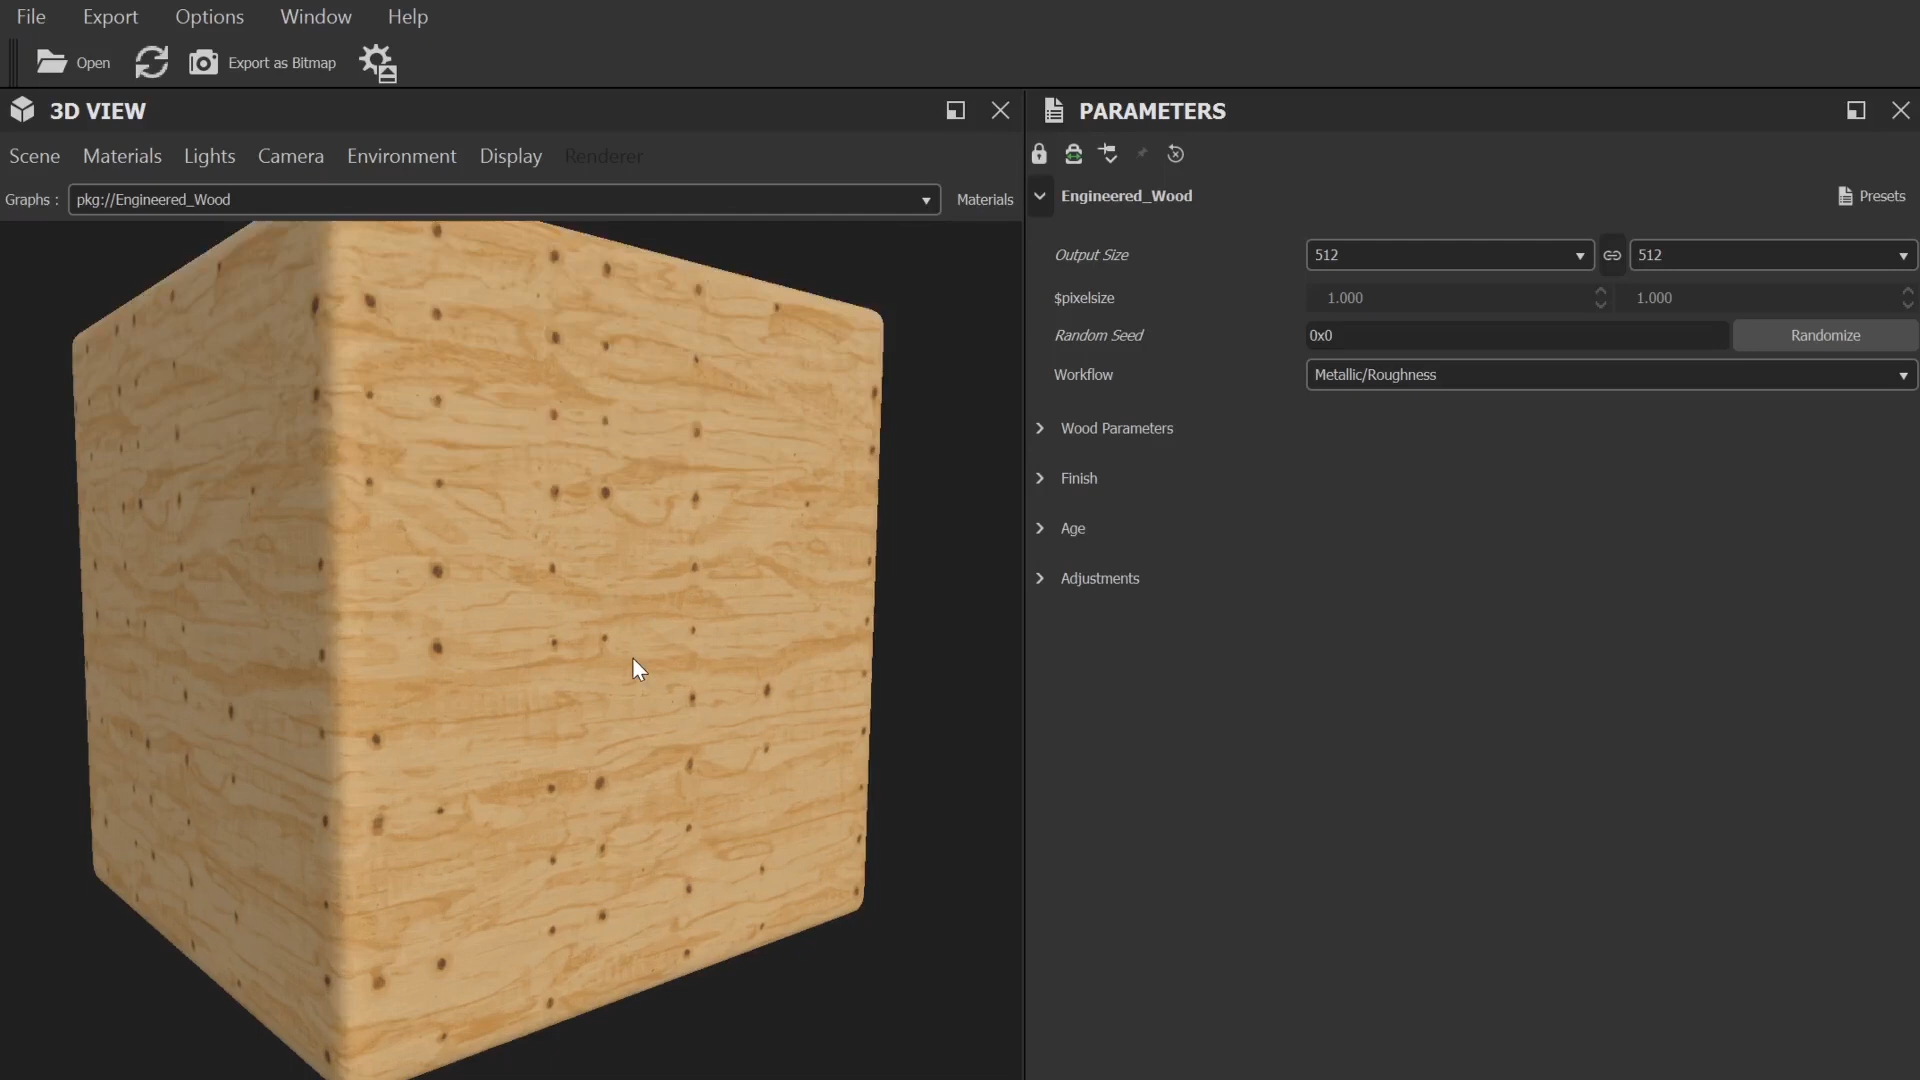 File Export Options Window Help
Open Export as Bitmap
3D VIEW
Scene Materials Lights Camera Environment Display Renderer
Graphs : pkg://Engineered_Wood Materials
PARAMETERS
Engineered_Wood Presets
Output Size 512 512
$pixelsize 1.000 1.000
Random Seed 0x0 Randomize
Workflow Metallic/Roughness
Wood Parameters
Finish
Age
Adjustments